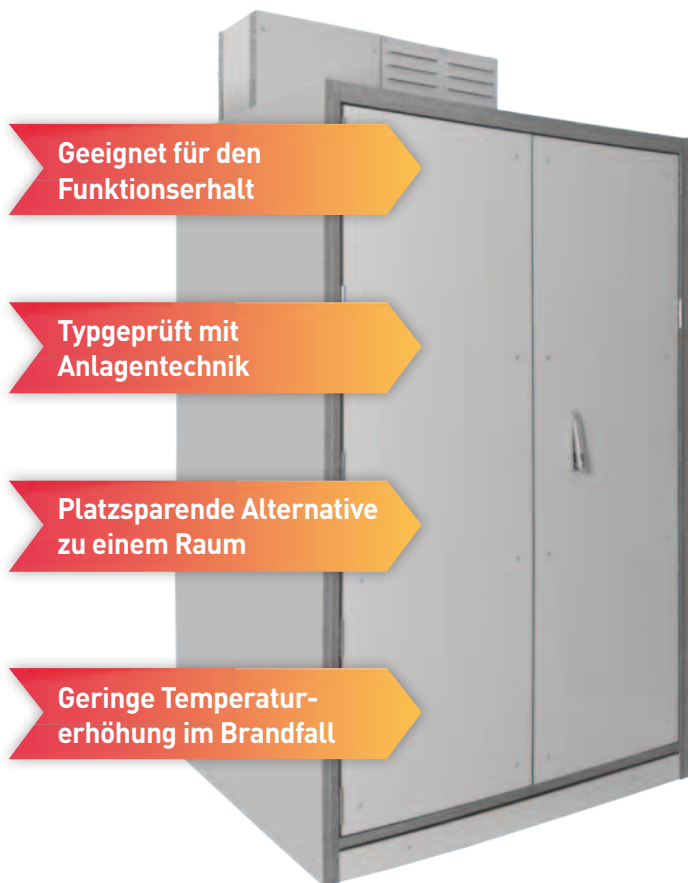 Geeignet für den
Funktionserhalt
Typgeprüft mit
Anlagentechnik
Platzsparende Alternative
zu einem Raum
Geringe Temperatur-
erhöhung im Brandfall